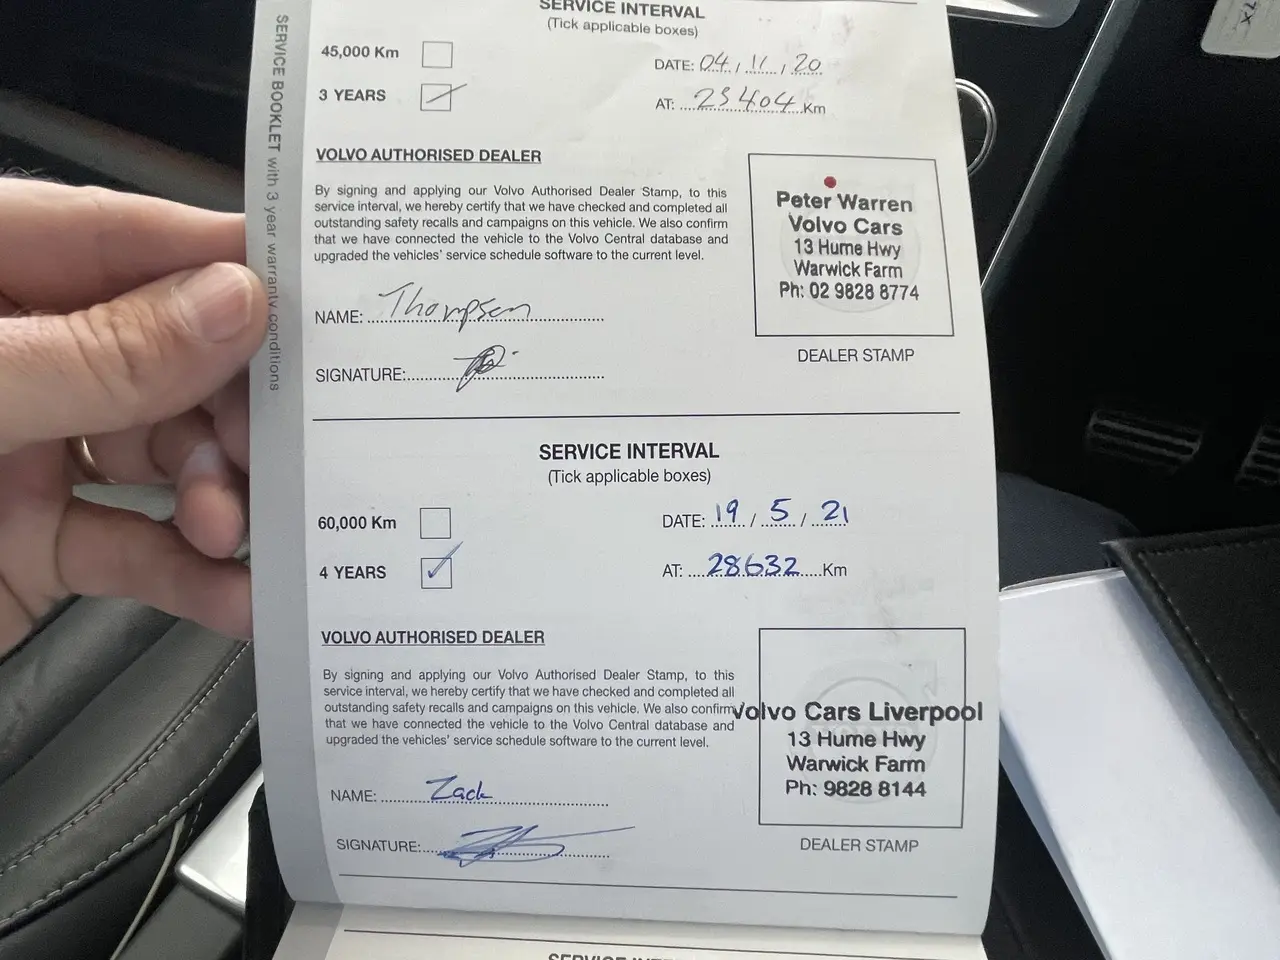 SERVICE INTERVAL
(Tick applicable boxes)
45,000 Km
DATE: 04 / 11 / 20
3 YEARS
AT: 23404 Km
VOLVO AUTHORISED DEALER
By signing and applying our Volvo Authorised Dealer Stamp, to this
service interval, we hereby certify that we have checked and completed all
outstanding safety recalls and campaigns on this vehicle. We also confirm
that we have connected the vehicle to the Volvo Central database and
upgraded the vehicles' service schedule software to the current level.
Peter Warren
Volvo Cars
13 Hume Hwy
Warwick Farm
Ph: 02 9828 8774
NAME: Thompson
DEALER STAMP
SIGNATURE:
SERVICE INTERVAL
(Tick applicable boxes)
60,000 Km
DATE: 19 / 5 / 21
4 YEARS
AT: 28632 Km
VOLVO AUTHORISED DEALER
By signing and applying our Volvo Authorised Dealer Stamp, to this
service interval, we hereby certify that we have checked and completed all
outstanding safety recalls and campaigns on this vehicle. We also confirm
that we have connected the vehicle to the Volvo Central database and
upgraded the vehicles' service schedule software to the current level.
Volvo Cars Liverpool
13 Hume Hwy
Warwick Farm
Ph: 9828 8144
NAME: Zack
DEALER STAMP
SIGNATURE:
SERVICE BOOKLET with 3 year warranty conditions